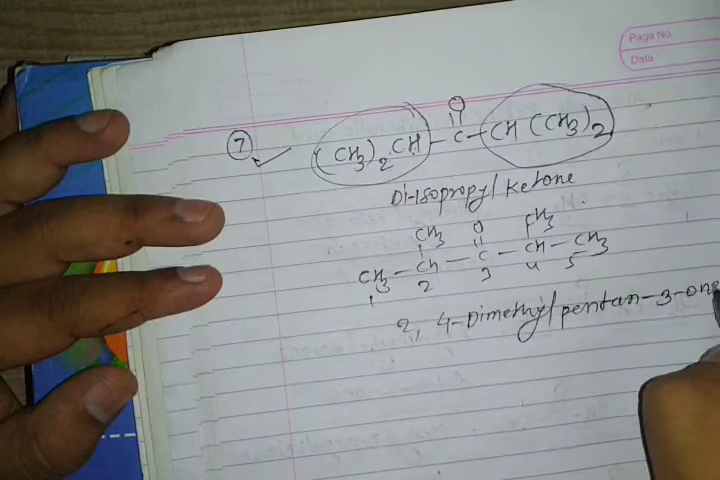 Page No.
Date
7 (CH3)2CH-C-CH(CH3)2
O
Di-isopropyl Ketone
CH3 O CH3
CH3-CH-C-CH-CH3
1 2 3 4 5
2, 4-Dimethylpentan-3-one